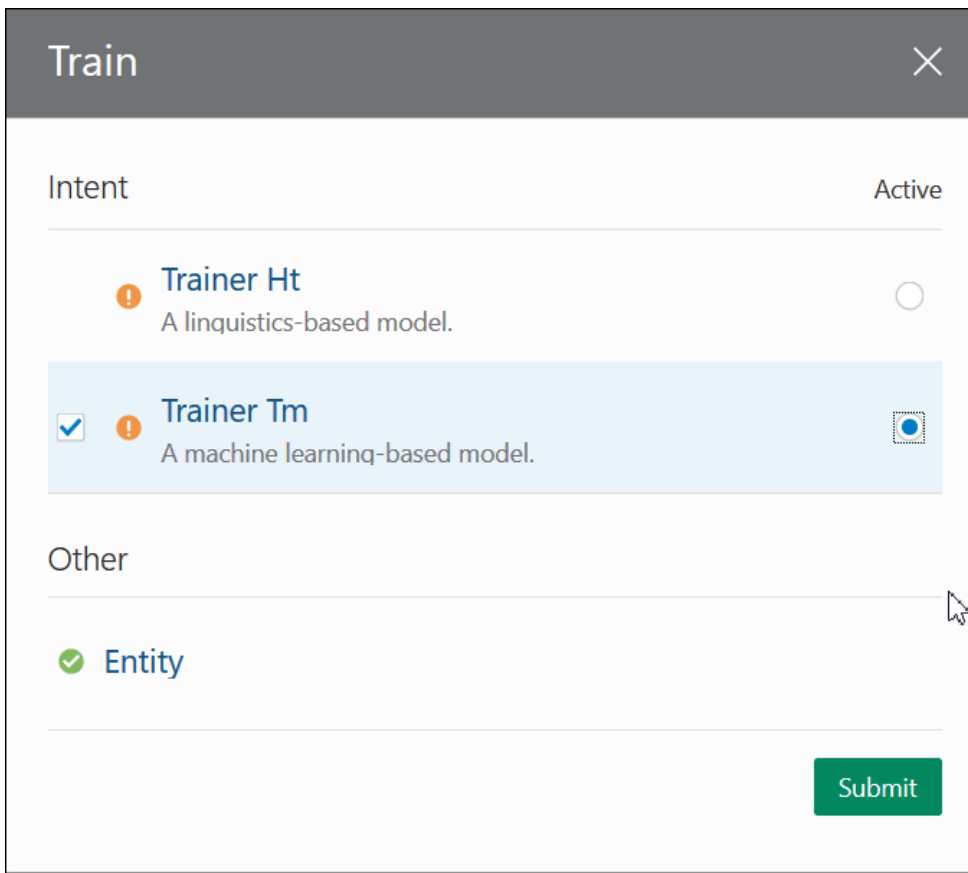 Train
Intent
Active
Trainer Ht
A linguistics-based model.
Trainer Tm
A machine learning-based model.
Other
Entity
Submit